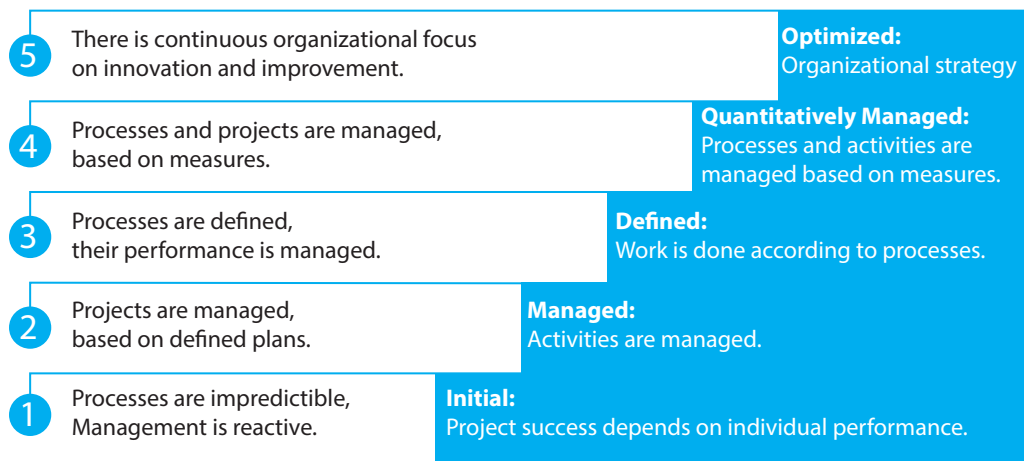 5
There is continuous organizational focus
on innovation and improvement.
Optimized:
Organizational strategy
4
Processes and projects are managed,
based on measures.
Quantitatively Managed:
Processes and activities are
managed based on measures.
3
Processes are defined,
their performance is managed.
Defined:
Work is done according to processes.
2
Projects are managed,
based on defined plans.
Managed:
Activities are managed.
1
Processes are impredictible,
Management is reactive.
Initial:
Project success depends on individual performance.